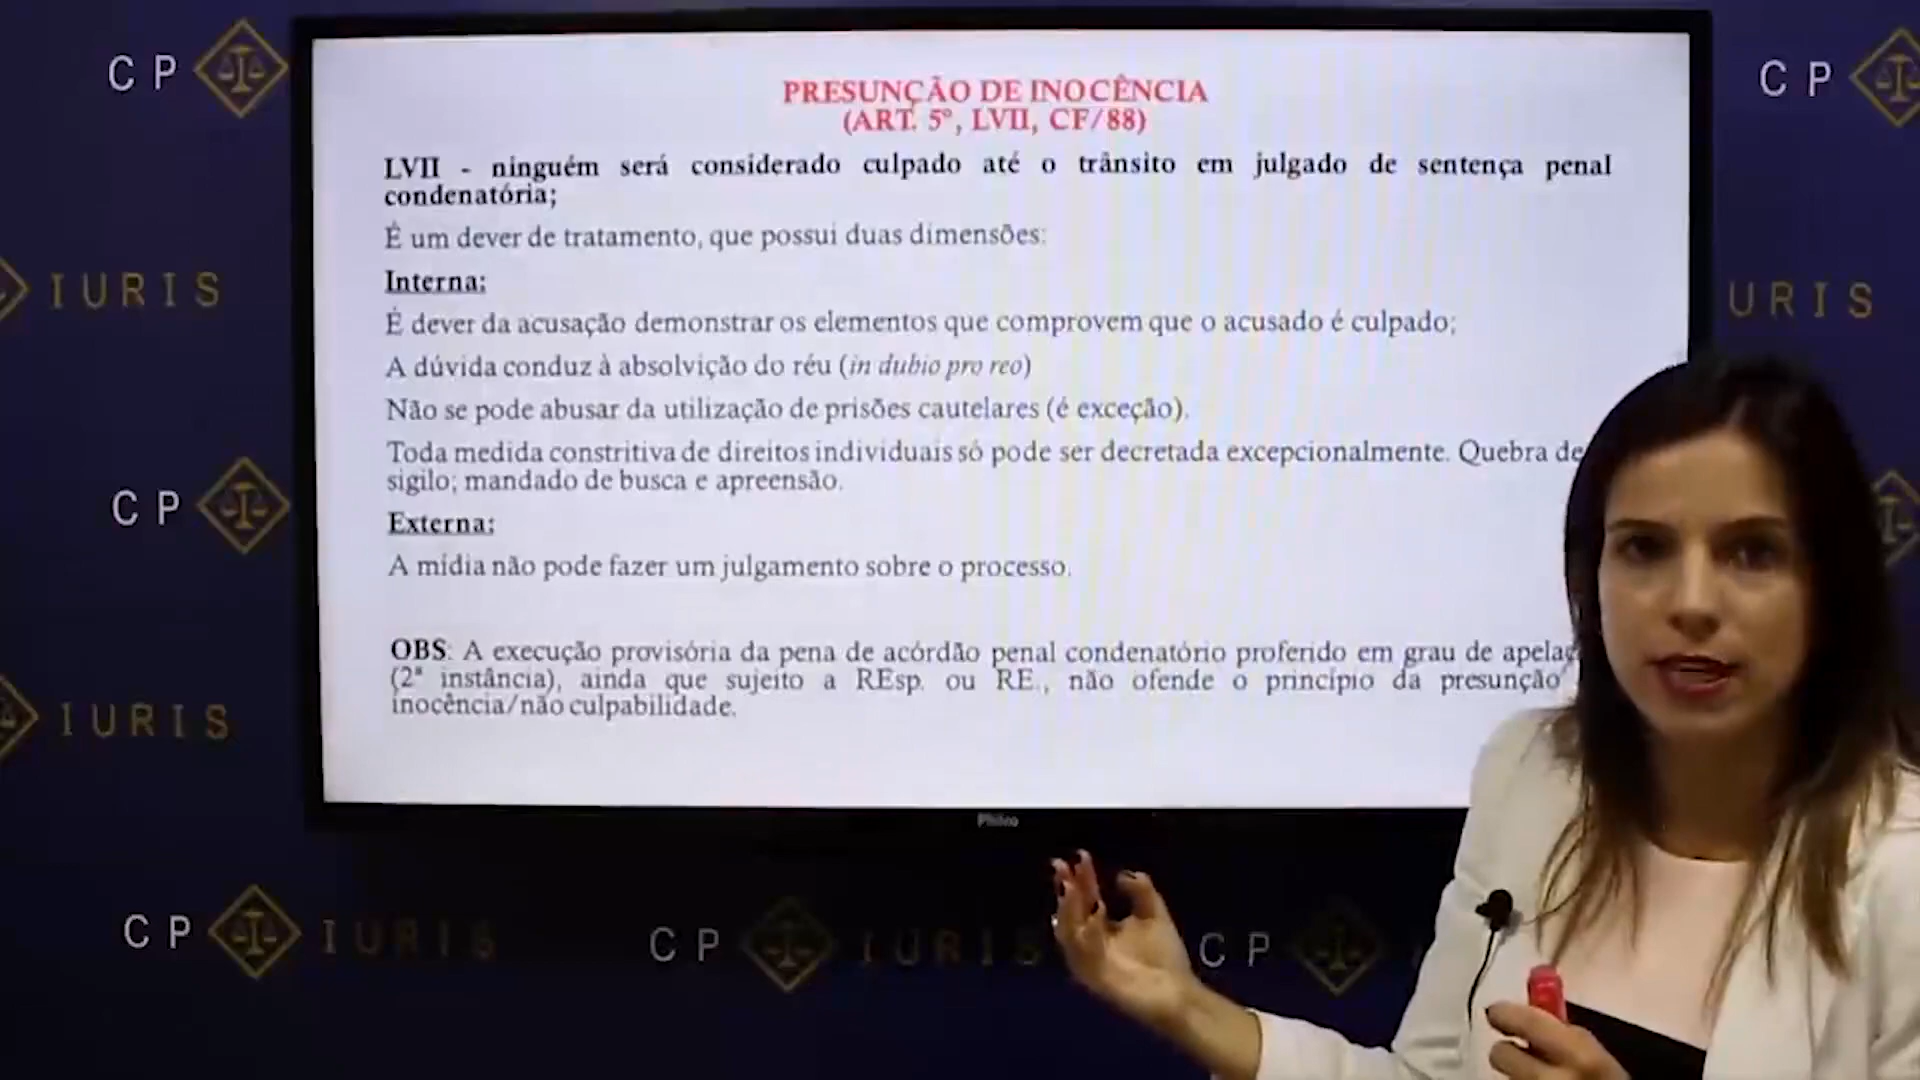 PRESUNÇÃO DE INOCÊNCIA
(ART. 5º, LVII, CF/88)
LVII - ninguém será considerado culpado até o trânsito em julgado de sentença penal
condenatória;
É um dever de tratamento, que possui duas dimensões:
Interna:
É dever da acusação demonstrar os elementos que comprovem que o acusado é culpado;
A dúvida conduz à absolvição do réu (in dubio pro reo)
Não se pode abusar da utilização de prisões cautelares (é exceção).
Toda medida constritiva de direitos individuais só pode ser decretada excepcionalmente. Quebra de
sigilo; mandado de busca e apreensão.
Externa:
A mídia não pode fazer um julgamento sobre o processo.
OBS: A execução provisória da pena de acórdão penal condenatório proferido em grau de
(2ª instância), ainda que sujeito a REsp. ou RE., não ofende o princípio da presunção
inocência/não culpabilidade.
Philco
CP
CP
IURIS
URIS
CP
IURIS
CP IURIS
CP IURIS
CP